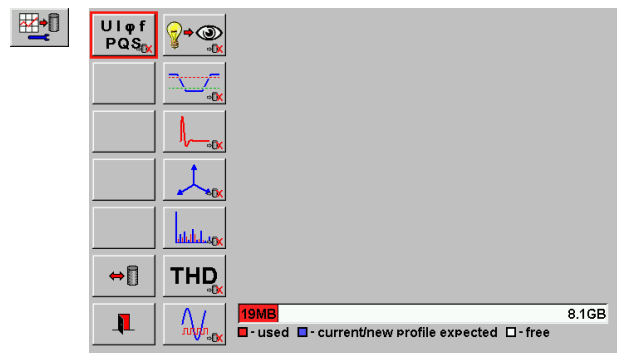 U I φ f
PQS
THD
19MB 8.1GB
- used - current/new profile expected - free